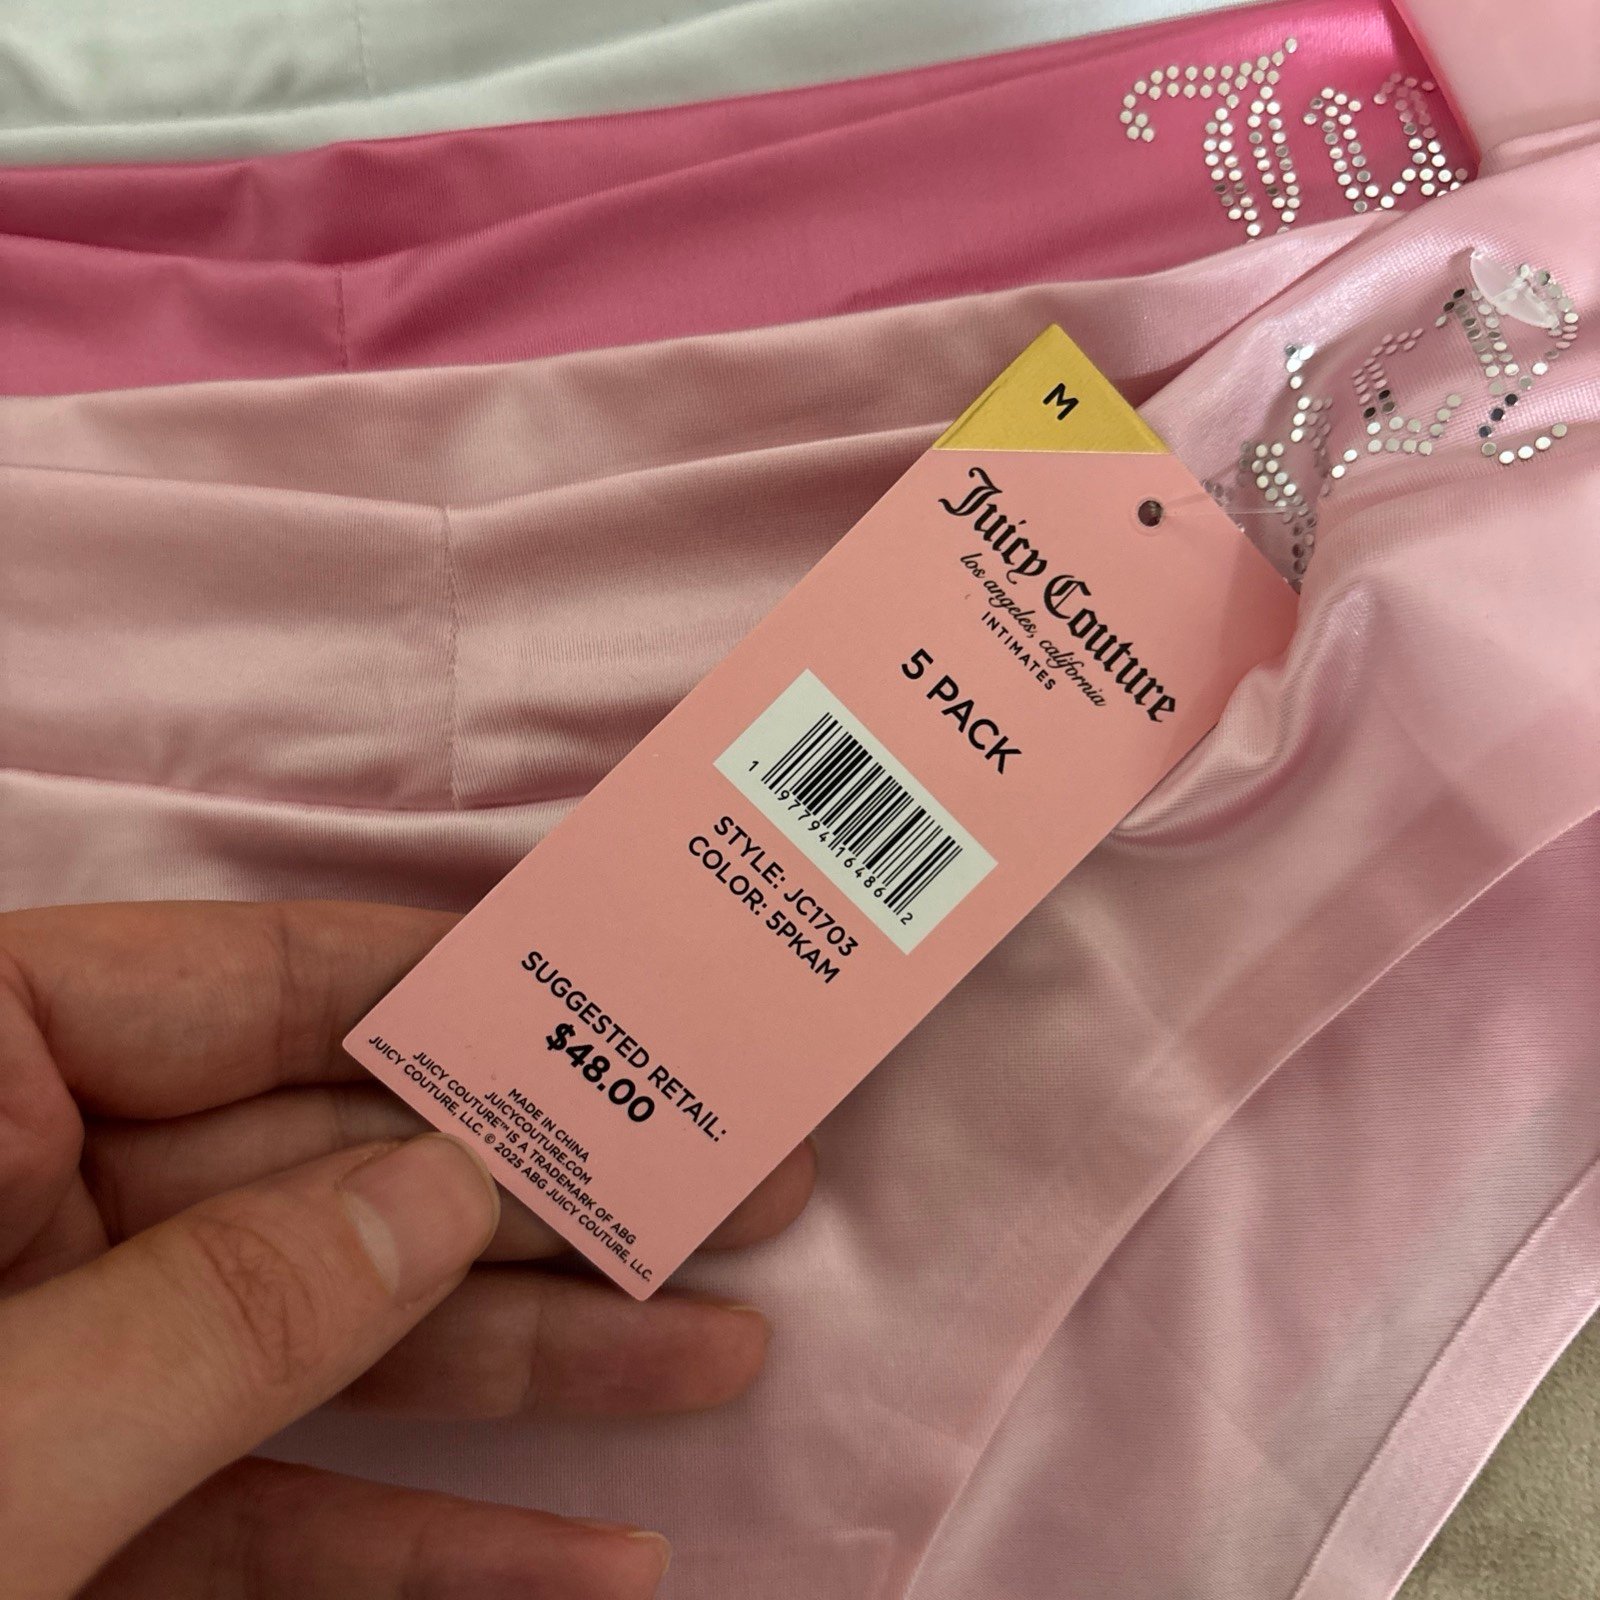 Ju
M
Juicy Couture
los angeles, california
INTIMATES
5 PACK
1 97794 16486 2
STYLE: JC1703
COLOR: 5PKAM
SUGGESTED RETAIL:
$48.00
MADE IN CHINA
JUICYCOUTURE.COM
JUICY COUTURE™ IS A TRADEMARK OF ABG
JUICY COUTURE, LLC. © 2025 ABG JUICY COUTURE, LLC.